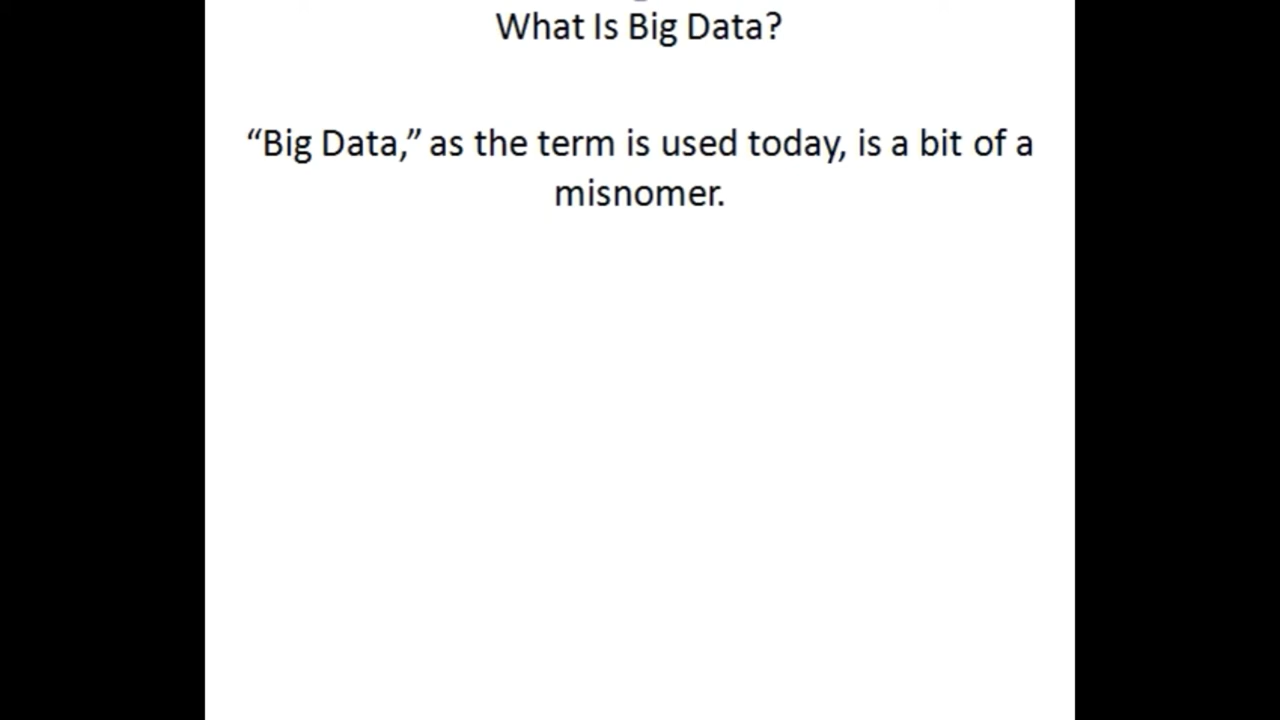 What Is Big Data?
“Big Data,” as the term is used today, is a bit of a
misnomer.